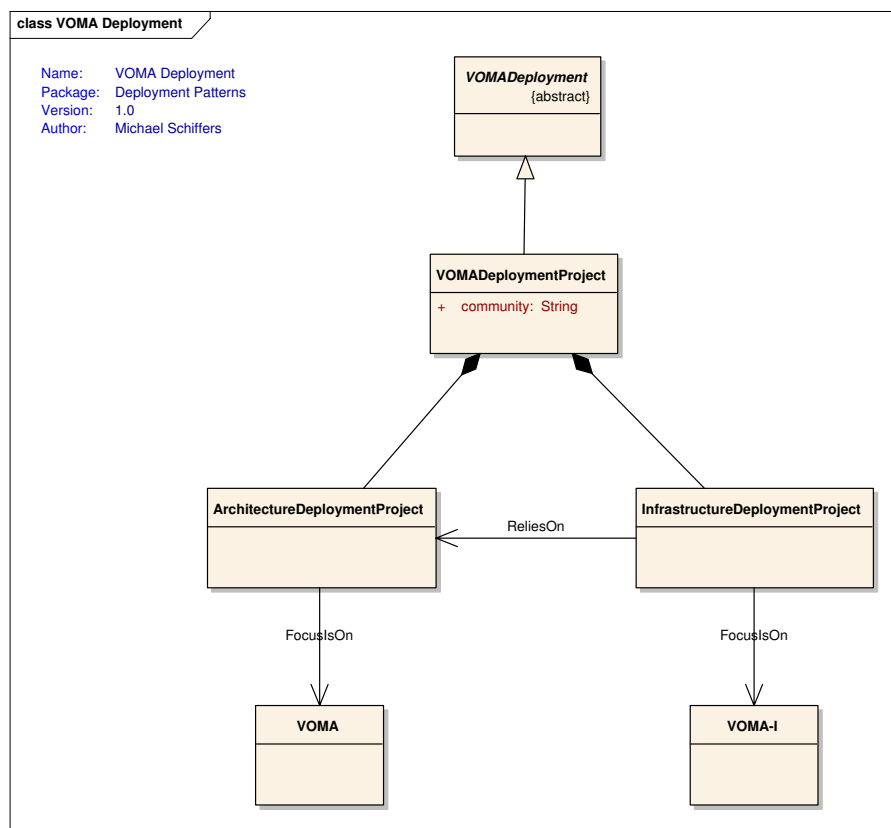 class VOMA Deployment
Name: VOMA Deployment
Package: Deployment Patterns
Version: 1.0
Author: Michael Schiffers
VOMADeployment
{abstract}
VOMADeploymentProject
+ community: String
ArchitectureDeploymentProject
InfrastructureDeploymentProject
ReliesOn
FocusIsOn
FocusIsOn
VOMA
VOMA-I